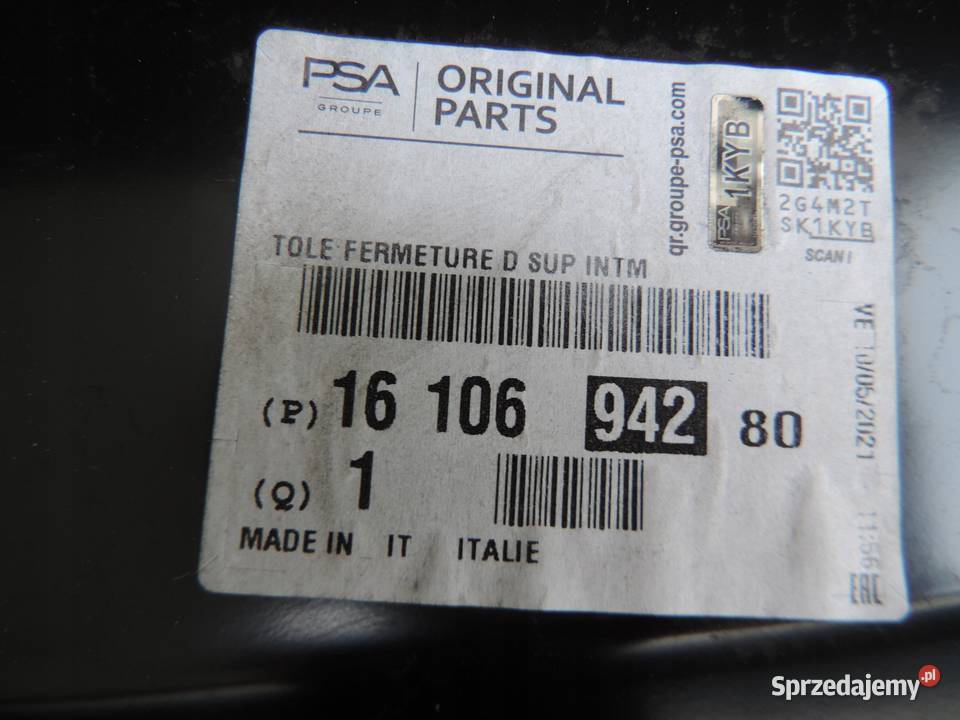 PSA
GROUPE
ORIGINAL
PARTS
qr.groupe-psa.com
PSA 1KYB
2G4M2T
SK1KYB
SCAN !
TOLE FERMETURE D SUP INTM
(P) 16 106 942 80
(Q) 1
MADE IN IT ITALIE
VE 10/05/2021 11:56
EAC
Sprzedajemy.pl